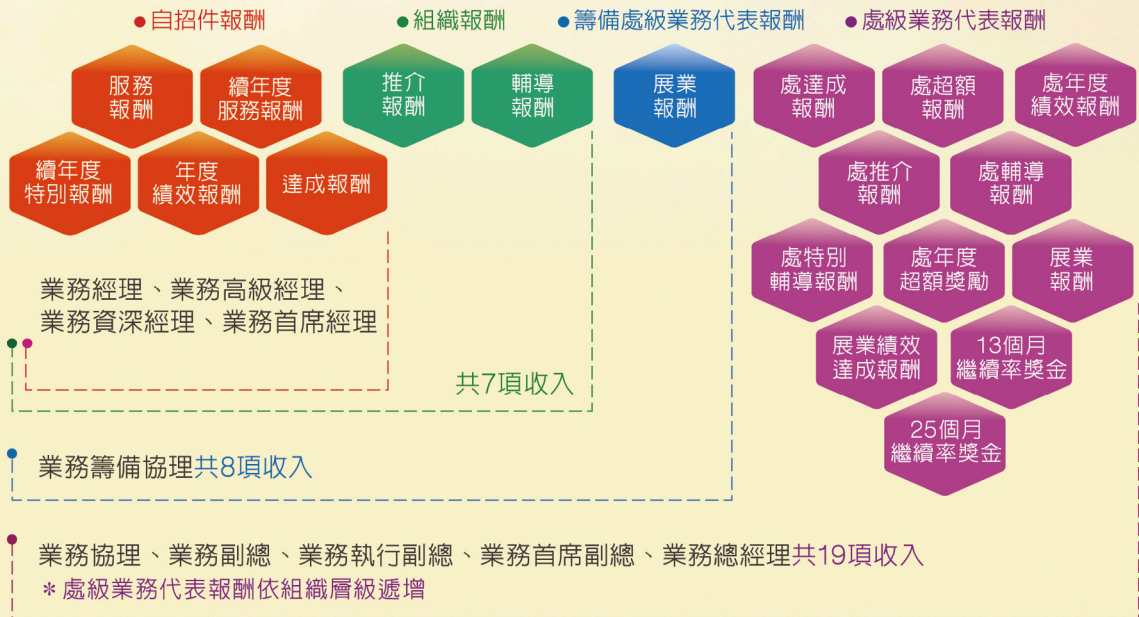 ●自招件報酬 ●組織報酬 ●籌備處級業務代表報酬 ●處級業務代表報酬
服務
報酬
續年度
服務報酬
續年度
特別報酬
年度
績效報酬
達成報酬
推介
報酬
輔導
報酬
展業
報酬
處達成
報酬
處超額
報酬
處年度
績效報酬
處推介
報酬
處輔導
報酬
處特別
輔導報酬
處年度
超額獎勵
展業
報酬
展業績效
達成報酬
13個月
繼續率獎金
25個月
繼續率獎金
業務經理、業務高級經理、
業務資深經理、業務首席經理
共7項收入
業務籌備協理共8項收入
業務協理、業務副總、業務執行副總、業務首席副總、業務總經理共19項收入
＊處級業務代表報酬依組織層級遞增